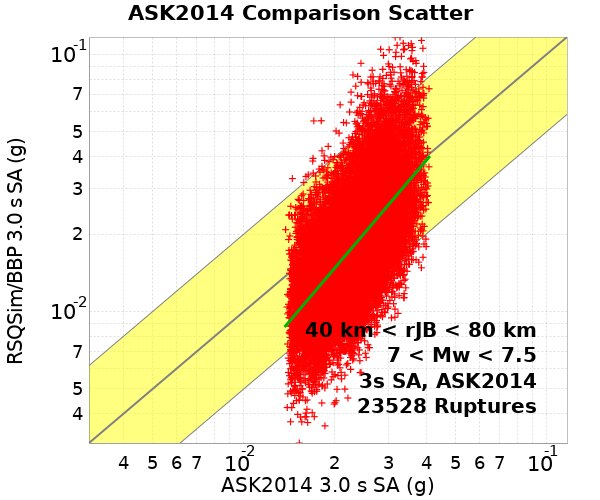 ASK2014 Comparison Scatter
RSQSim/BBP 3.0 s SA (g)
10-1
7
5
4
3
2
10-2
7
5
4
40 km < rJB < 80 km
7 < Mw < 7.5
3s SA, ASK2014
23528 Ruptures
4 5 6 7 10-2 2 3 4 5 6 7 10-1
ASK2014 3.0 s SA (g)